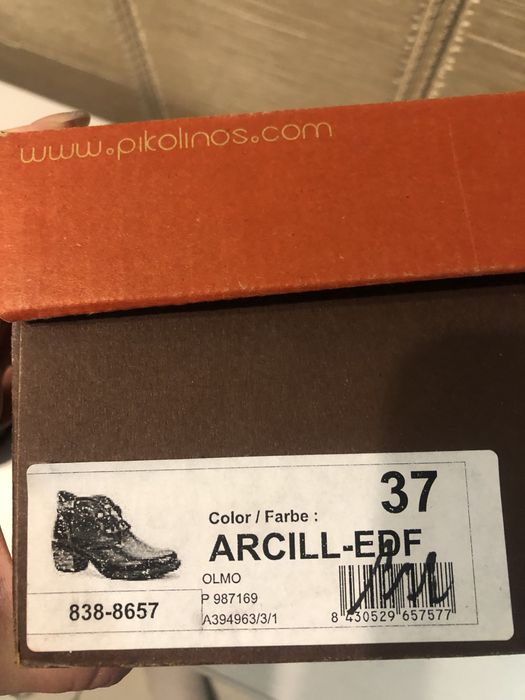 www.pikolinos.com
37
Color / Farbe :
ARCILL-EDF
OLMO
P 987169
838-8657
A394963/3/1
8 430529 657577